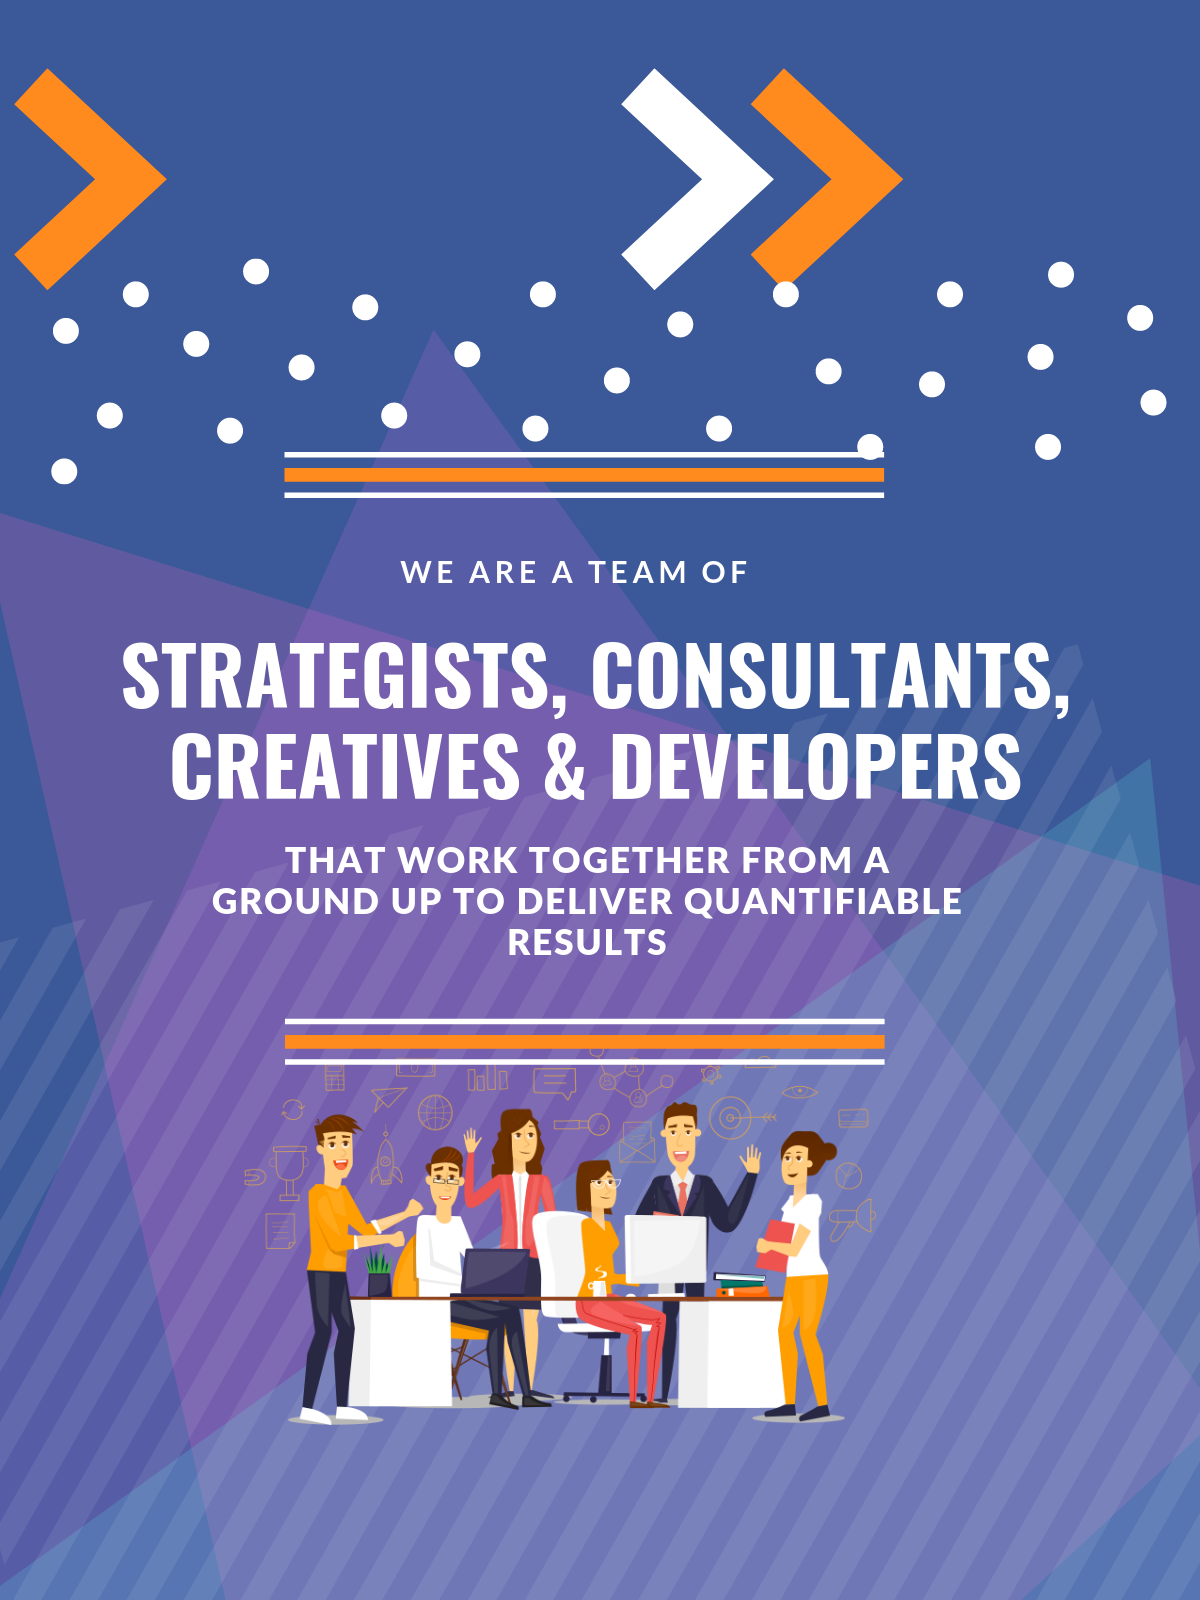 WE ARE A TEAM OF
STRATEGISTS, CONSULTANTS,
CREATIVES & DEVELOPERS
THAT WORK TOGETHER FROM A
GROUND UP TO DELIVER QUANTIFIABLE
RESULTS